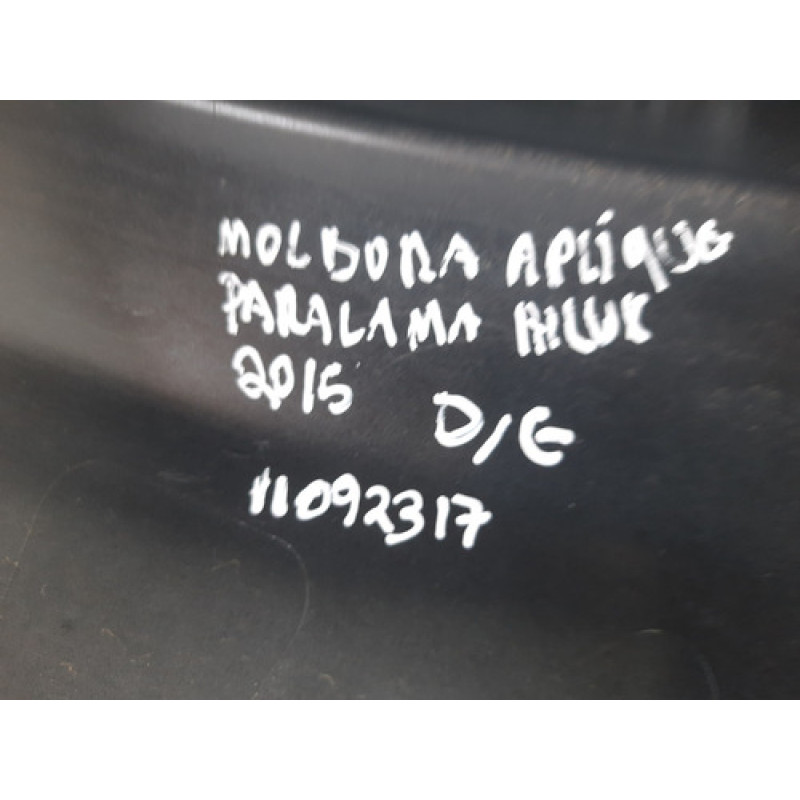 MOLDURA APLIQUE
PARALAMA HILUX
2015 D/E
11092317